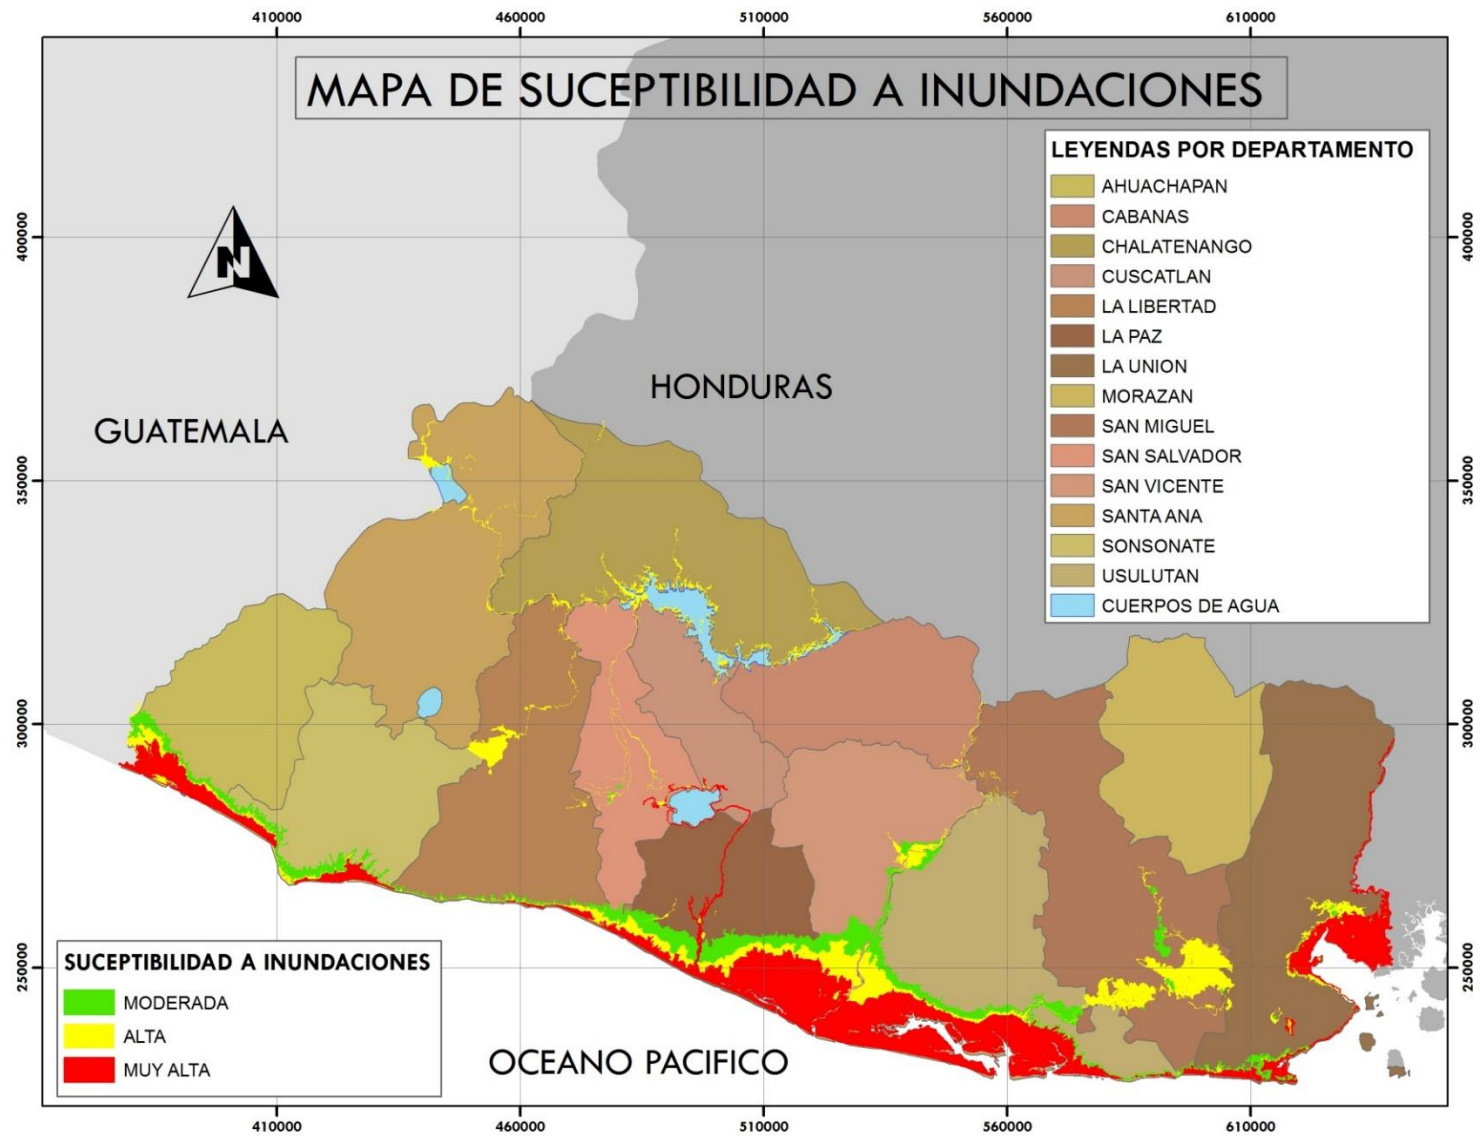 410000 460000 510000 560000 610000
MAPA DE SUCEPTIBILIDAD A INUNDACIONES
LEYENDAS POR DEPARTAMENTO
AHUACHAPAN
CABANAS
CHALATENANGO
CUSCATLAN
LA LIBERTAD
LA PAZ
LA UNION
MORAZAN
SAN MIGUEL
SAN SALVADOR
SAN VICENTE
SANTA ANA
SONSONATE
USULUTAN
CUERPOS DE AGUA
N
400000 400000
HONDURAS
GUATEMALA
350000 350000
300000 300000
250000 250000
SUCEPTIBILIDAD A INUNDACIONES
MODERADA
ALTA
MUY ALTA
OCEANO PACIFICO
410000 460000 510000 560000 610000